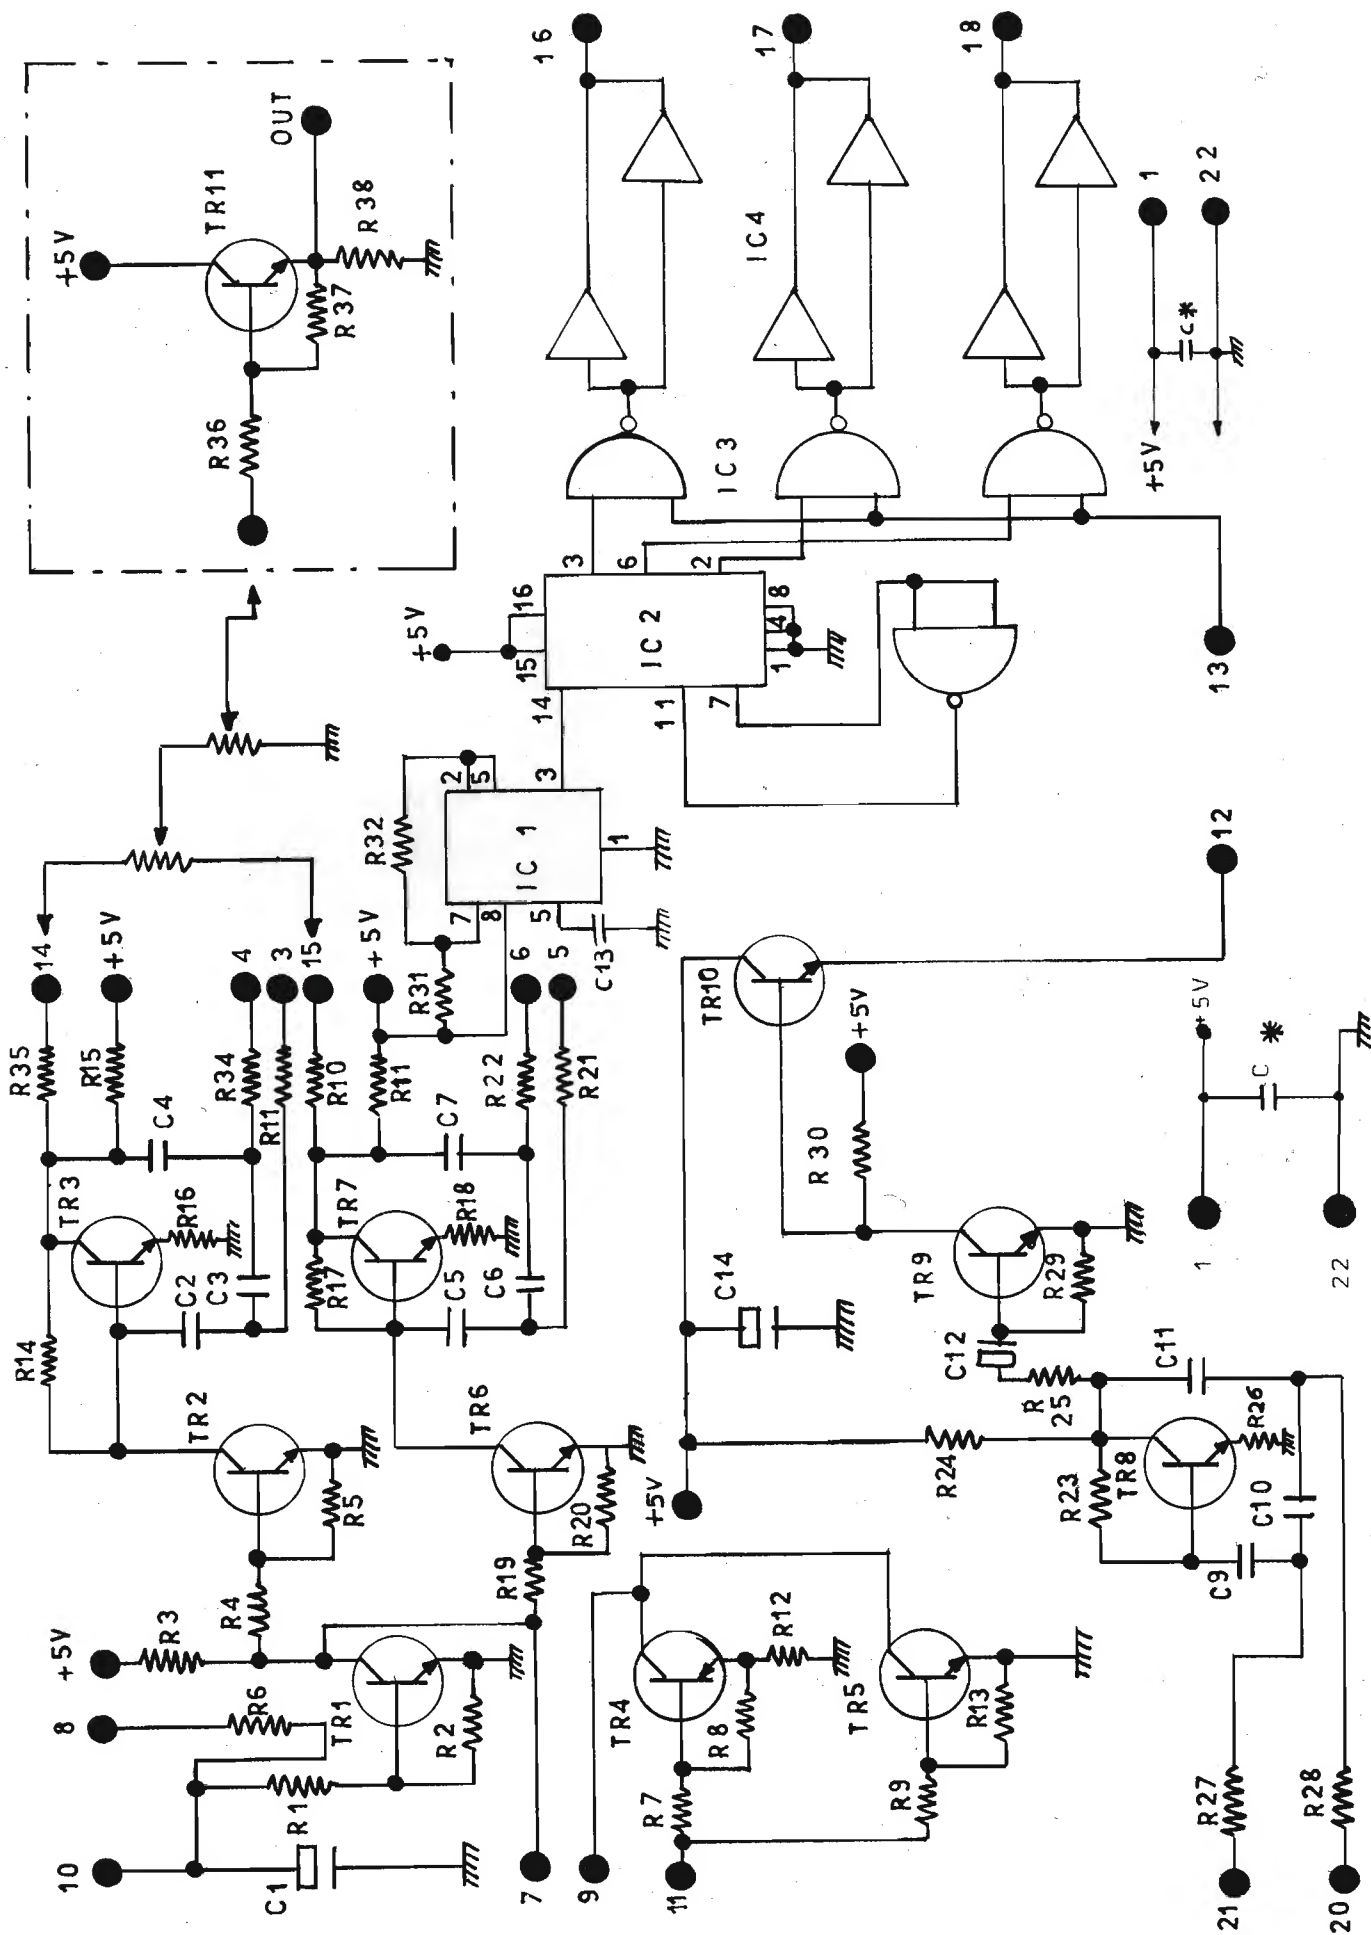 10
8
+5V
C1
R1
R6
R3
TR1
R2
R4
R5
TR2
R14
TR3
R16
C2
C3
C4
R35
14
R15
+5V
R34
4
R11
3
R10
15
R17
TR7
R18
C5
C6
C7
R11
+5V
R22
6
R21
5
R19
R20
TR6
7
9
11
R7
R8
TR4
R12
R9
TR5
R13
+5V
C14
R24
R23
TR8
R26
R
25
C12
C11
C9
C10
R27
R28
21
20
TR9
R29
R30
+5V
TR10
12
R31
R32
C13
IC 1
7
8
5
2
5
3
1
14
IC 2
15
16
+5V
3
6
2
1
4
8
11
7
13
IC3
IC4
16
17
18
+5V
TR11
OUT
R36
R37
R38
+5V
C*
1
22
1
22
C *
+5V